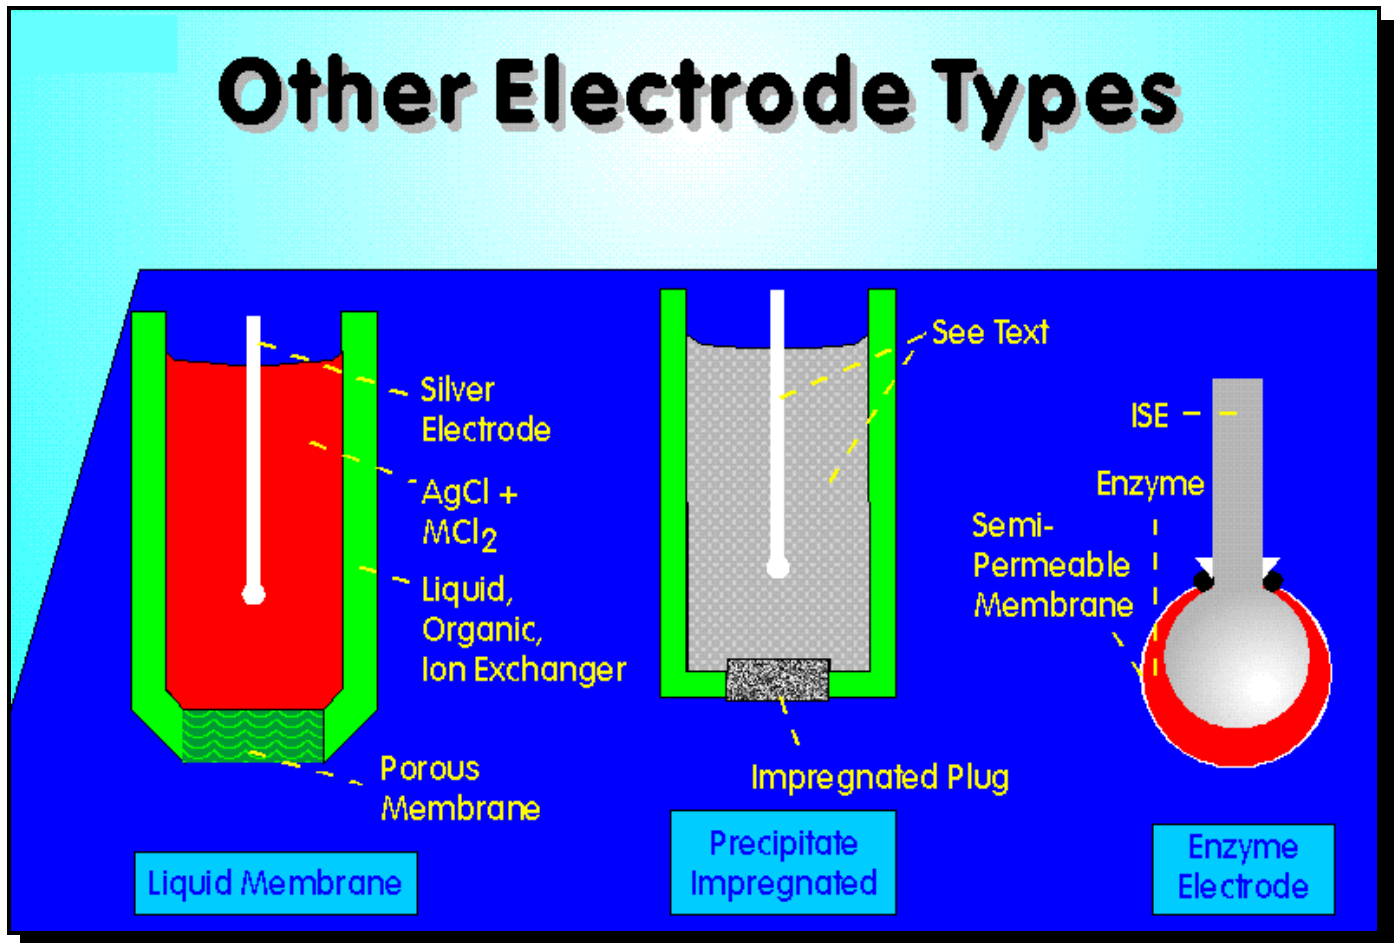 Other Electrode Types
Silver
Electrode
AgCl +
MCl₂
Liquid,
Organic,
Ion Exchanger
Porous
Membrane
Liquid Membrane
See Text
Impregnated Plug
Precipitate
Impregnated
ISE
Enzyme
Semi-
Permeable
Membrane
Enzyme
Electrode